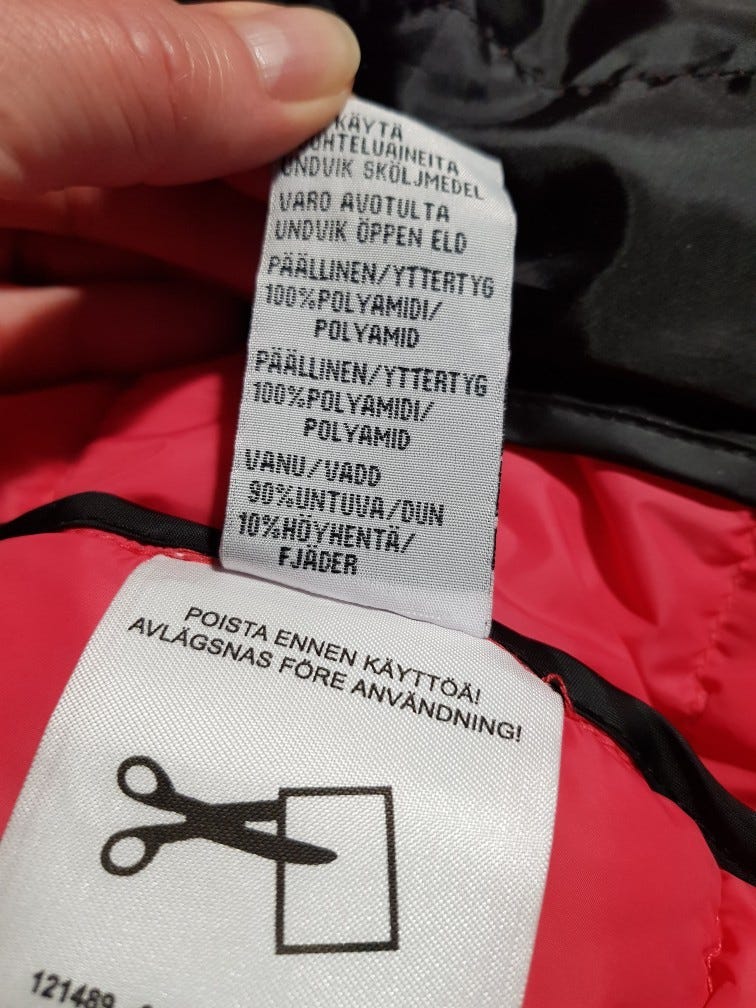 KÄYTÄ
UNDVIK SKÖLJMEDEL
VARO AVOTULTA
UNDVIK ÖPPEN ELD
PÄÄLLINEN/YTTERTYG
100%POLYAMIDI/
POLYAMID
PÄÄLLINEN/YTTERTYG
100%POLYAMIDI/
POLYAMID
VANU/VADD
90%UNTUVA/DUN
10%HÖYHENTÄ/
FJÄDER
POISTA ENNEN KÄYTTÖÄ!
AVLÄGSNAS FÖRE ANVÄNDNING!
121489